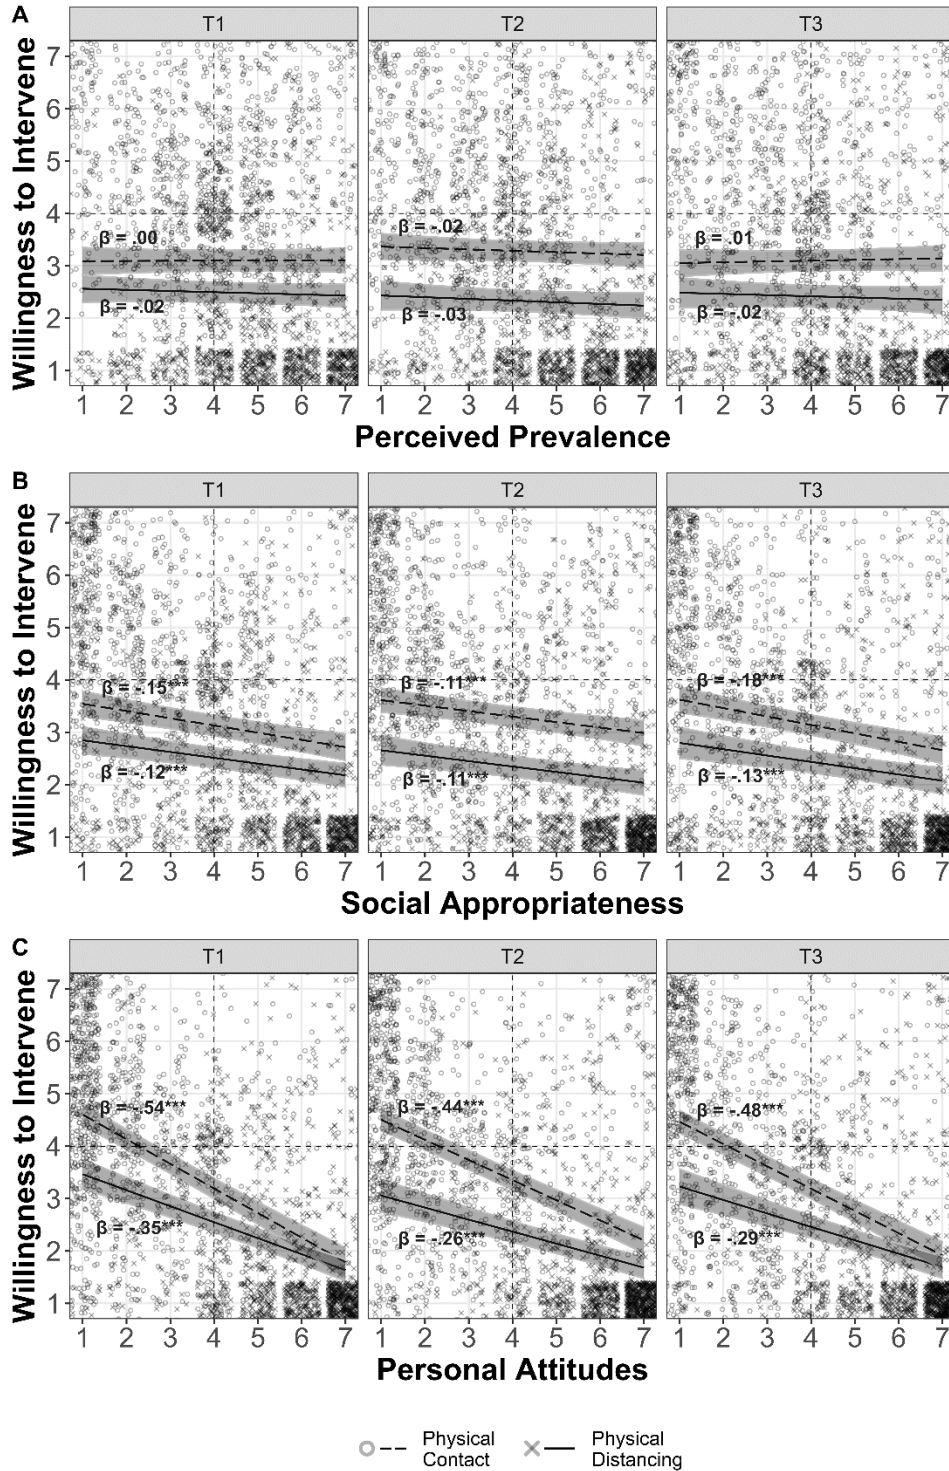 A
T1 T2 T3
Willingness to Intervene
7
6
5
4
3
2
1
β = .00
β = -.02
β = -.02
β = -.03
β = .01
β = -.02
1 2 3 4 5 6 7 1 2 3 4 5 6 7 1 2 3 4 5 6 7
Perceived Prevalence
B
T1 T2 T3
Willingness to Intervene
7
6
5
4
3
2
1
β = -.15***
β = -.12***
β = -.11***
β = -.11***
β = -.18***
β = -.13***
1 2 3 4 5 6 7 1 2 3 4 5 6 7 1 2 3 4 5 6 7
Social Appropriateness
C
T1 T2 T3
Willingness to Intervene
7
6
5
4
3
2
1
β = -.54***
β = -.35***
β = -.44***
β = -.26***
β = -.48***
β = -.29***
1 2 3 4 5 6 7 1 2 3 4 5 6 7 1 2 3 4 5 6 7
Personal Attitudes
Physical
Contact
Physical
Distancing